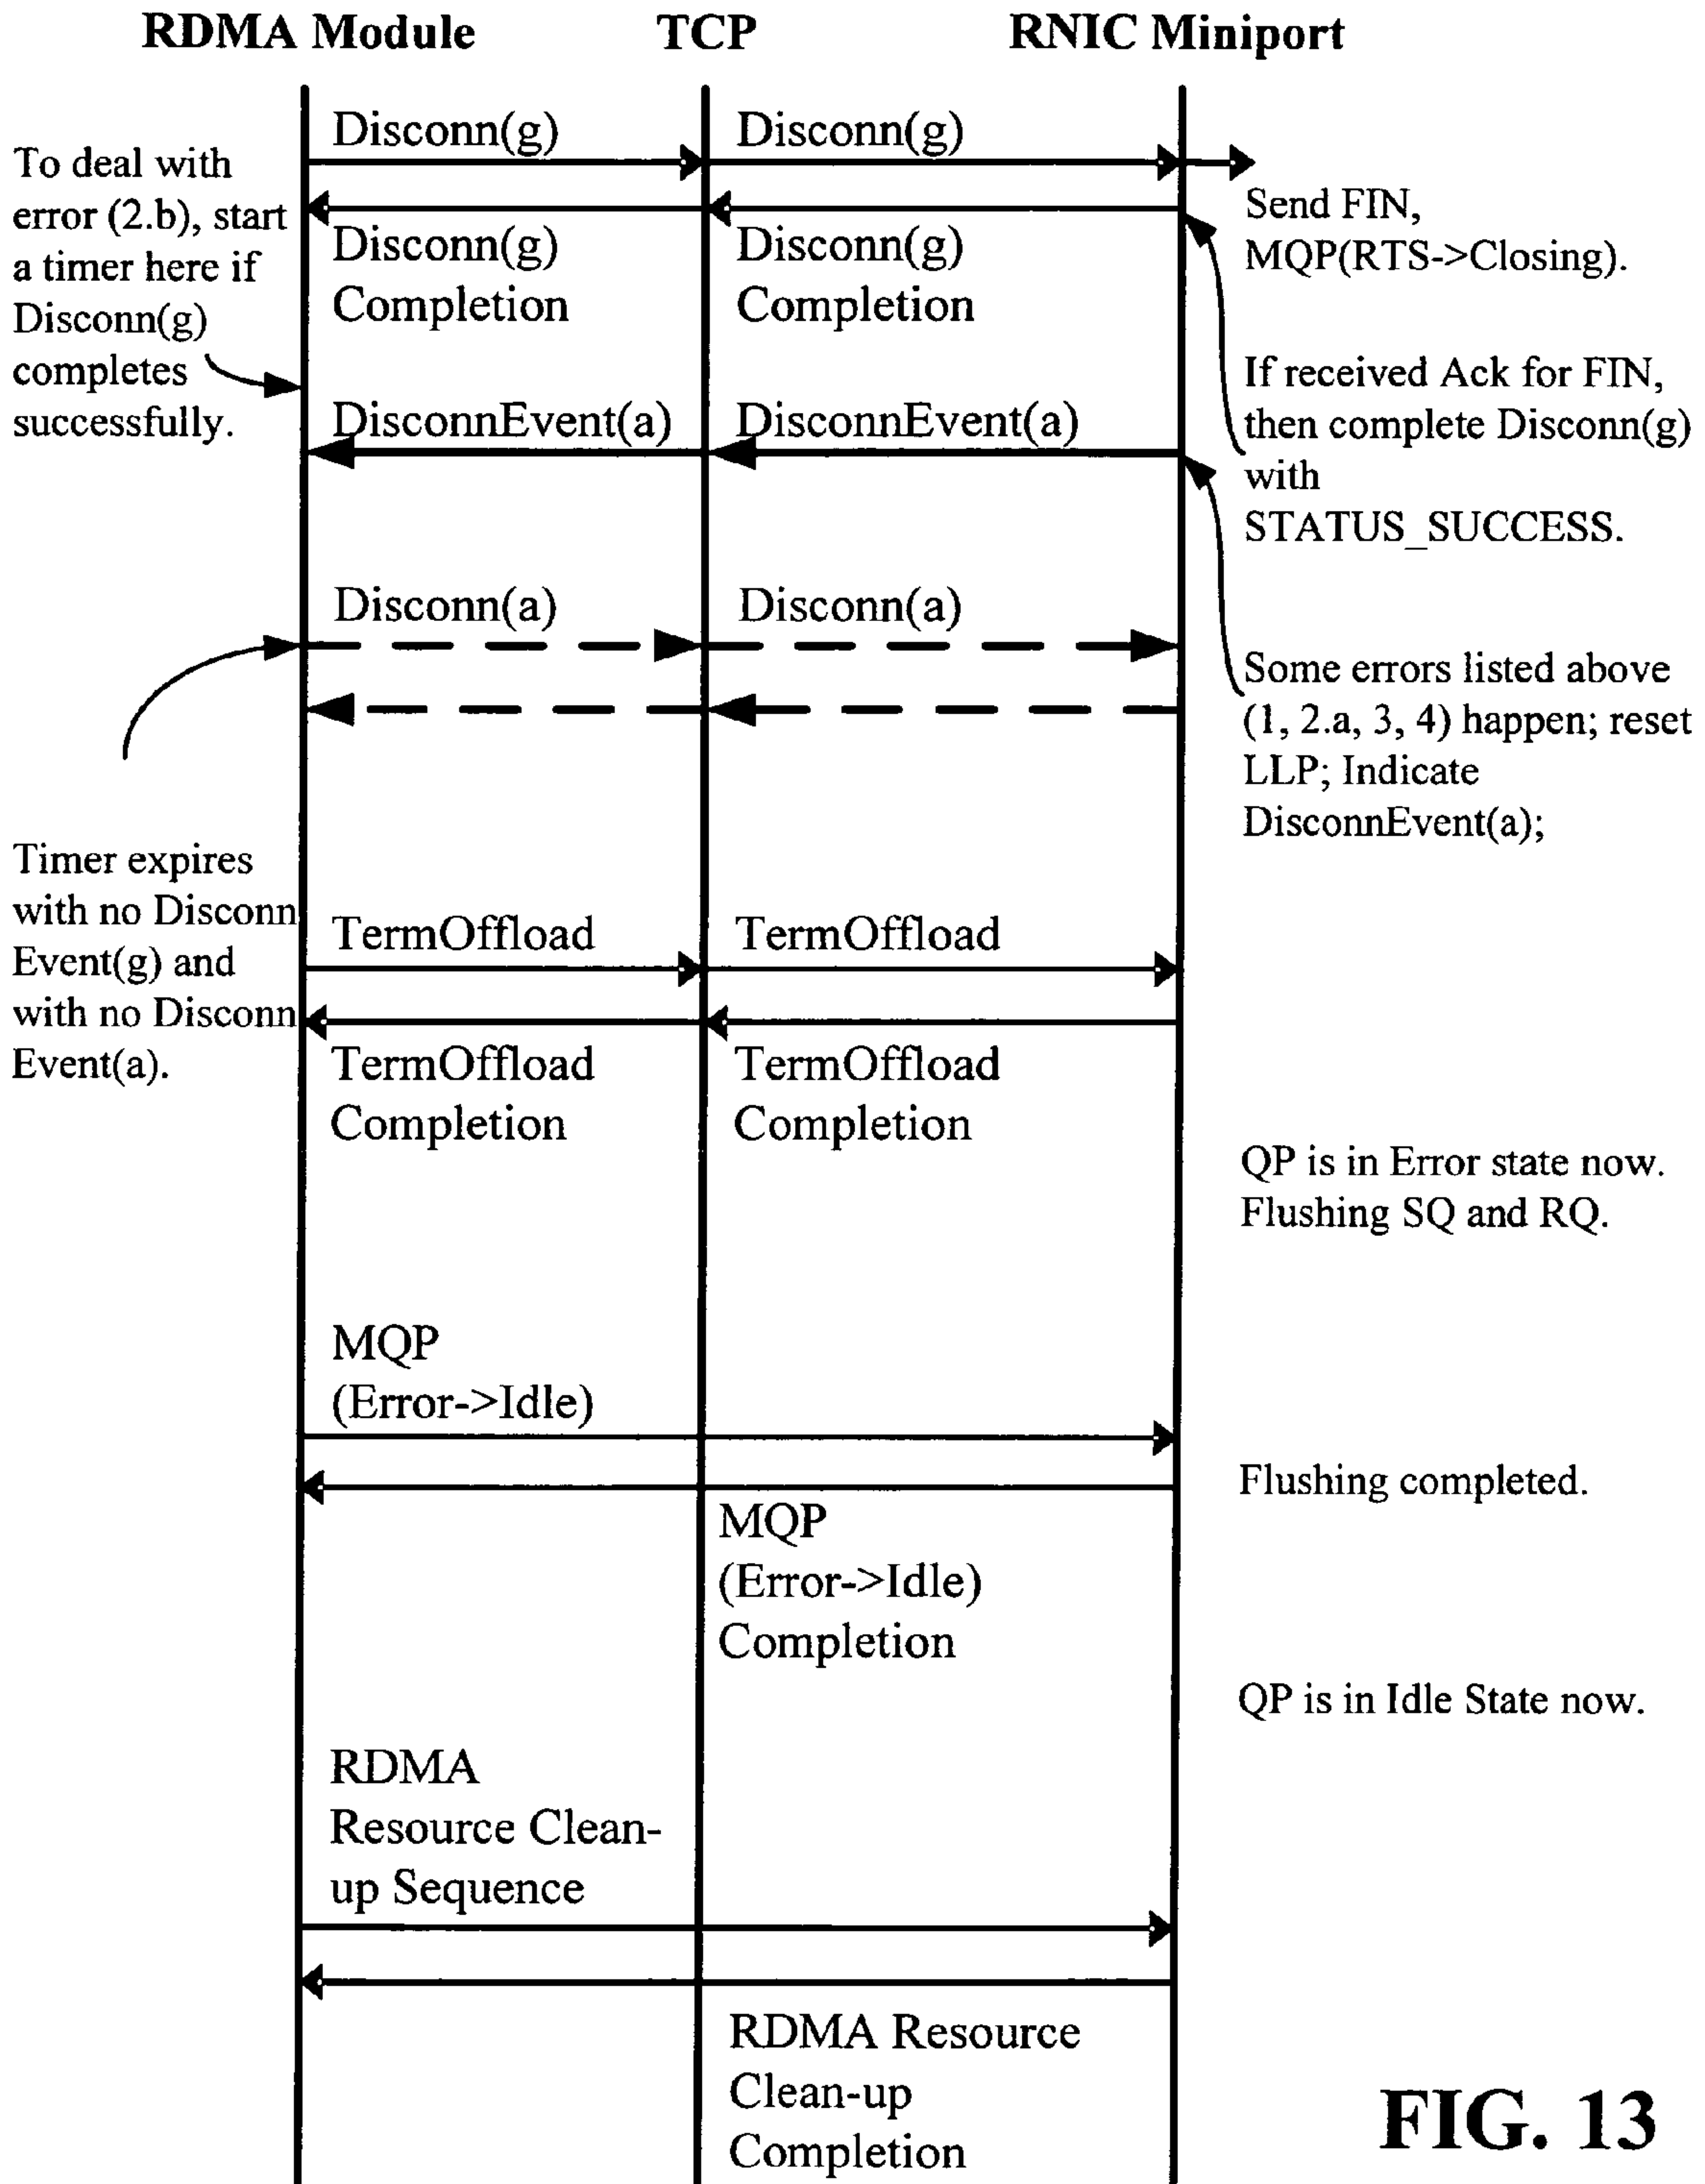 RDMA Module
TCP
RNIC Miniport
Disconn(g)
Disconn(g)
To deal with
error (2.b), start
a timer here if
Disconn(g)
completes
successfully.
Send FIN,
MQP(RTS->Closing).
Disconn(g)
Completion
Disconn(g)
Completion
If received Ack for FIN,
then complete Disconn(g)
with
STATUS_SUCCESS.
DisconnEvent(a)
DisconnEvent(a)
Disconn(a)
Disconn(a)
Some errors listed above
(1, 2.a, 3, 4) happen; reset
LLP; Indicate
DisconnEvent(a);
Timer expires
with no Disconn
Event(g) and
with no Disconn
Event(a).
TermOffload
TermOffload
TermOffload
Completion
TermOffload
Completion
QP is in Error state now.
Flushing SQ and RQ.
MQP
(Error->Idle)
Flushing completed.
MQP
(Error->Idle)
Completion
QP is in Idle State now.
RDMA
Resource Clean-
up Sequence
RDMA Resource
Clean-up
Completion
FIG. 13